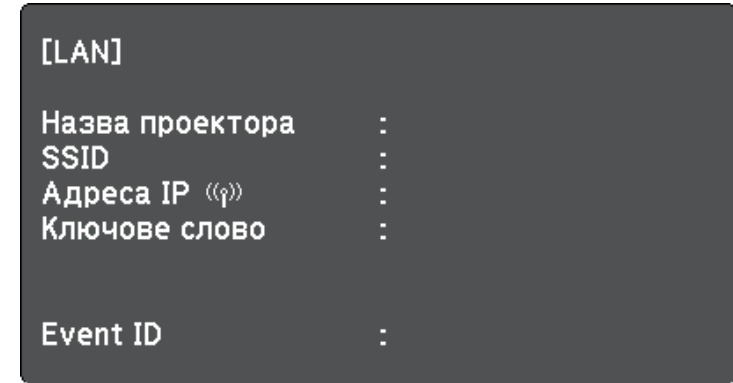 [LAN]
Назва проектора :
SSID :
Адреса IP :
Ключове слово :
Event ID :